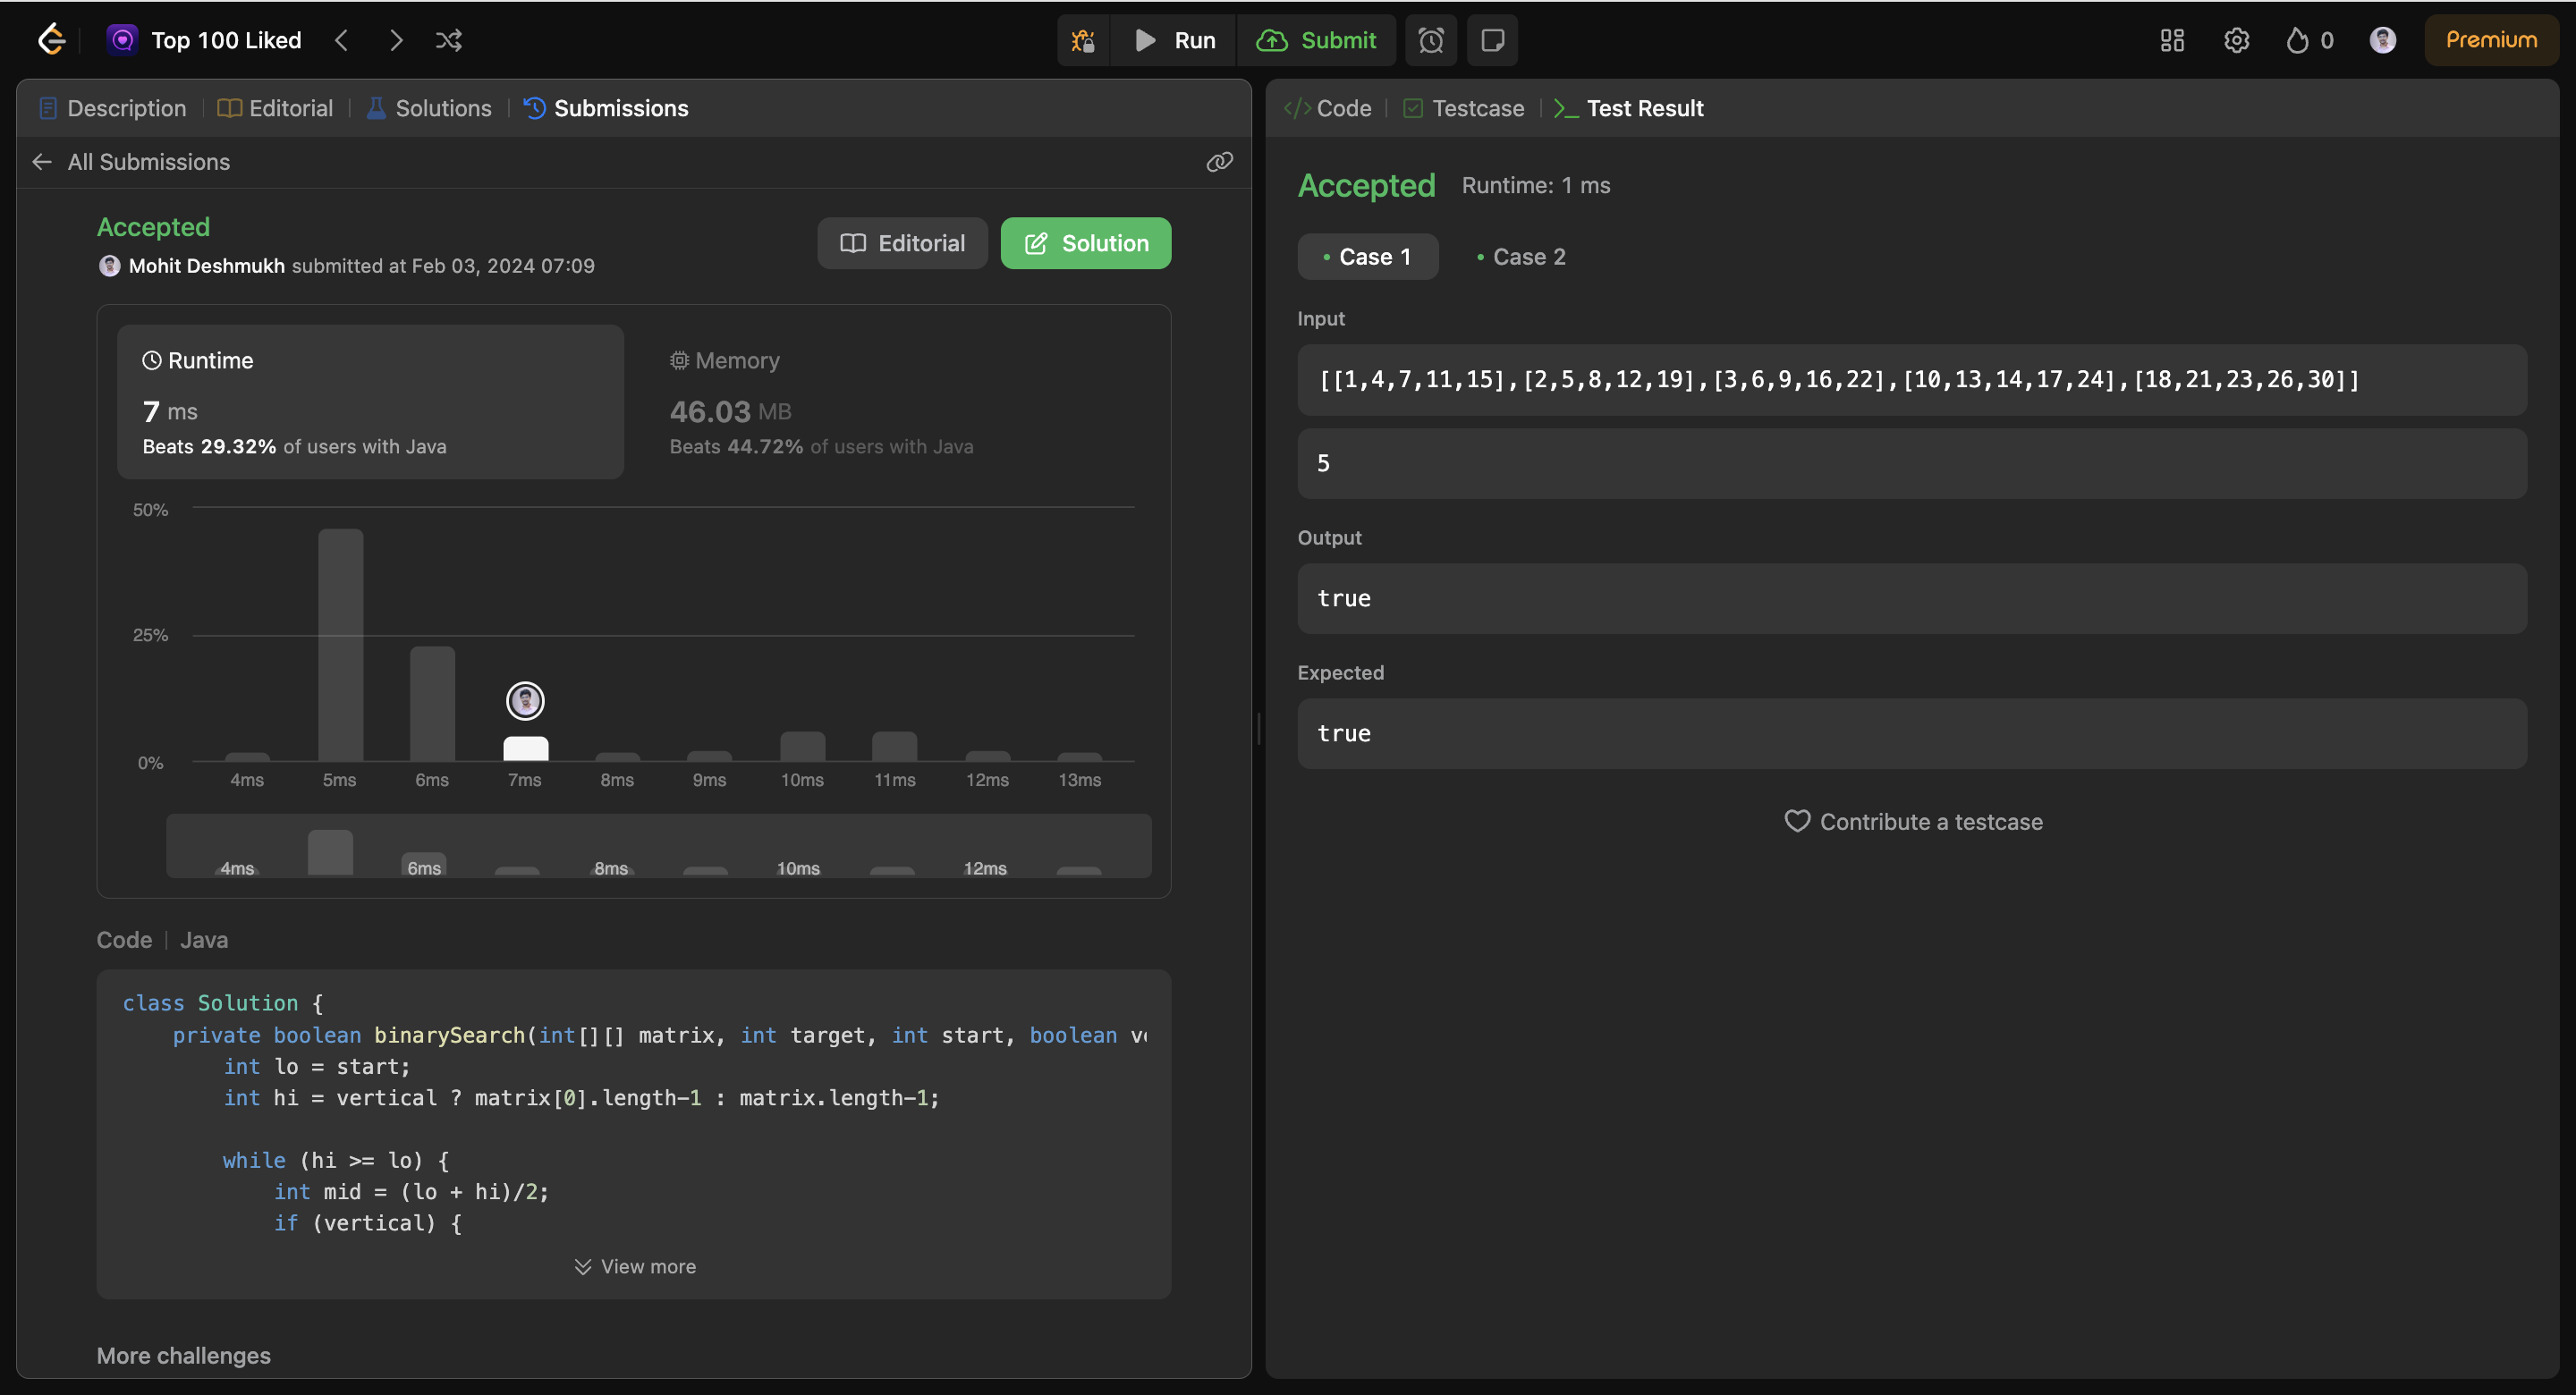 Top 100 Liked
Run
Submit
0
Premium
Description
Editorial
Solutions
Submissions
All Submissions
Accepted
Mohit Deshmukh submitted at Feb 03, 2024 07:09
Editorial
Solution
Runtime
7 ms
Beats 29.32% of users with Java
Memory
46.03 MB
Beats 44.72% of users with Java
50%
25%
0%
4ms 5ms 6ms 7ms 8ms 9ms 10ms 11ms 12ms 13ms
4ms 6ms 8ms 10ms 12ms
Code | Java
class Solution {
private boolean binarySearch(int[][] matrix, int target, int start, boolean
int lo = start;
int hi = vertical ? matrix[0].length-1 : matrix.length-1;
while (hi >= lo) {
int mid = (lo + hi)/2;
if (vertical) {
View more
More challenges
Code
Testcase
Test Result
Accepted
Runtime: 1 ms
Case 1
Case 2
Input
[[1,4,7,11,15],[2,5,8,12,19],[3,6,9,16,22],[10,13,14,17,24],[18,21,23,26,30]]
5
Output
true
Expected
true
Contribute a testcase